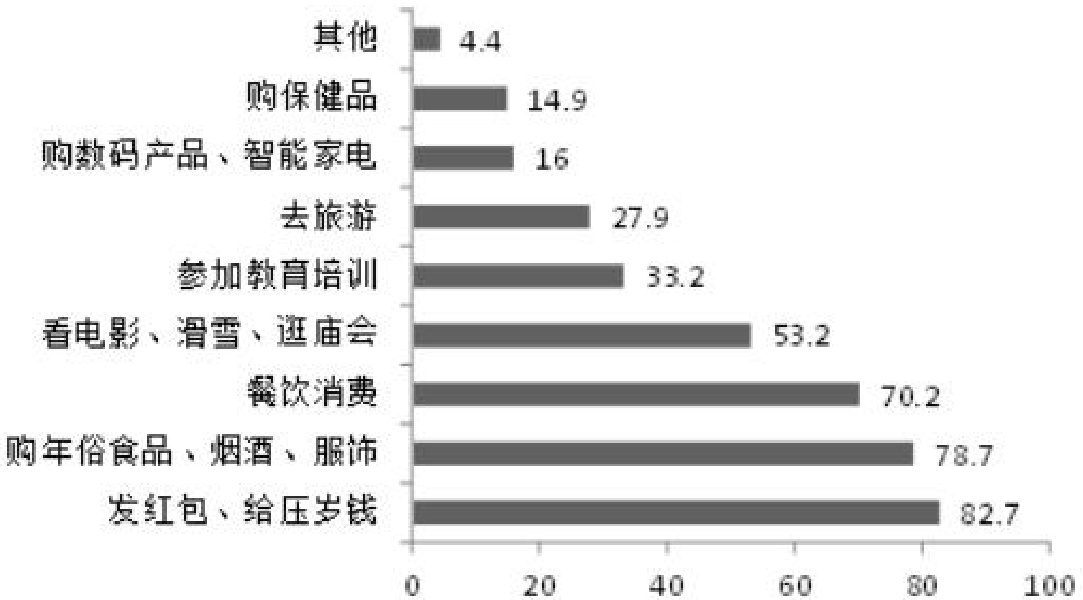 其他 4.4
购保健品 14.9
购数码产品、智能家电 16
去旅游 27.9
参加教育培训 33.2
看电影、滑雪、逛庙会 53.2
餐饮消费 70.2
购年俗食品、烟酒、服饰 78.7
发红包、给压岁钱 82.7
0 20 40 60 80 100